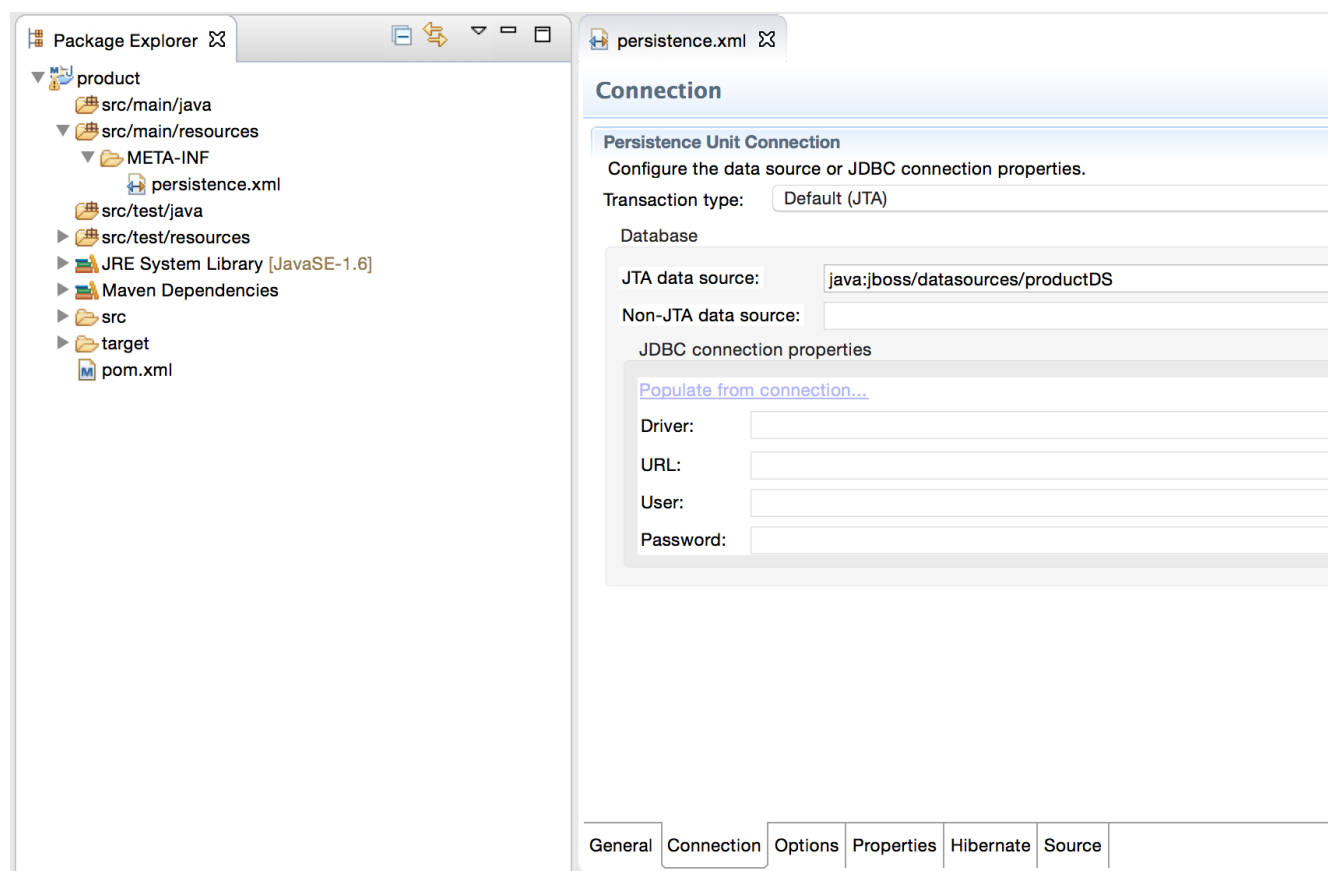 Package Explorer
product
src/main/java
src/main/resources
META-INF
persistence.xml
src/test/java
src/test/resources
JRE System Library [JavaSE-1.6]
Maven Dependencies
src
target
pom.xml
persistence.xml
Connection
Persistence Unit Connection
Configure the data source or JDBC connection properties.
Transaction type: Default (JTA)
Database
JTA data source: java:jboss/datasources/productDS
Non-JTA data source:
JDBC connection properties
Populate from connection...
Driver:
URL:
User:
Password:
General Connection Options Properties Hibernate Source